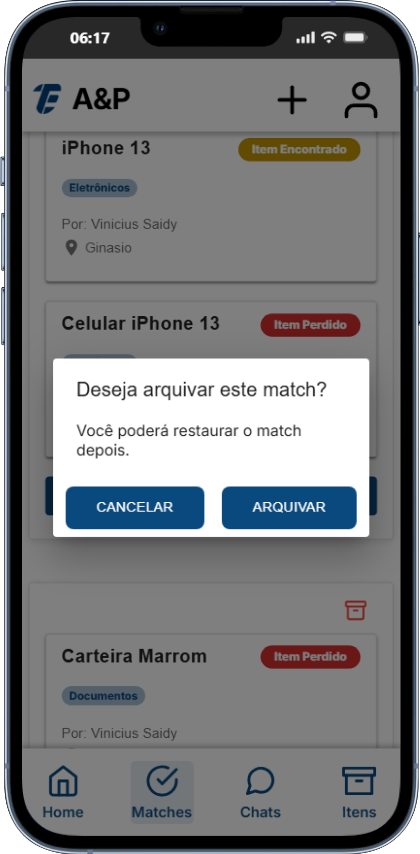 06:17
A&P
iPhone 13
Item Encontrado
Eletrônicos
Por: Vinicius Saidy
Ginasio
Celular iPhone 13
Item Perdido
Deseja arquivar este match?
Você poderá restaurar o match
depois.
CANCELAR
ARQUIVAR
Carteira Marrom
Item Perdido
Documentos
Por: Vinicius Saidy
Home
Matches
Chats
Itens